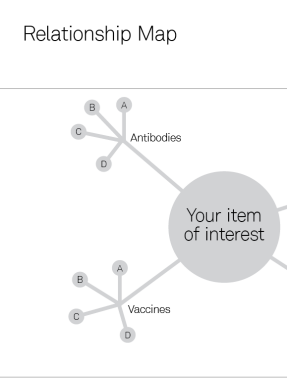 Relationship Map
A
B
C
D
Antibodies
Your item
of interest
A
B
C
D
Vaccines